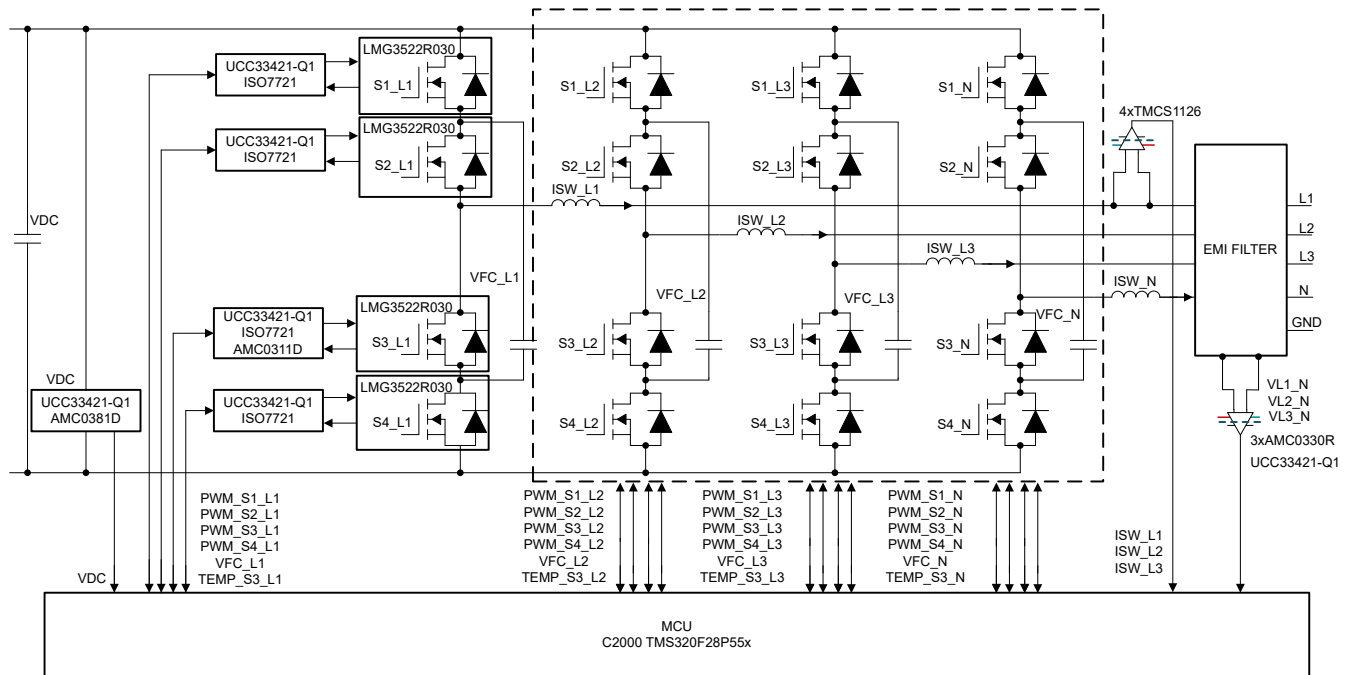 LMG3522R030
UCC33421-Q1
ISO7721
S1_L1
S1_L2
S1_L3
S1_N
4xTMCS1126
LMG3522R030
UCC33421-Q1
ISO7721
S2_L1
S2_L2
S2_L3
S2_N
ISW_L1
L1
VDC
ISW_L2
L2
EMI FILTER
ISW_L3
L3
ISW_N
N
VFC_L1
VFC_L2
VFC_L3
VFC_N
GND
LMG3522R030
UCC33421-Q1
ISO7721
AMC0311D
S3_L1
S3_L2
S3_L3
S3_N
VDC
UCC33421-Q1
AMC0381D
LMG3522R030
UCC33421-Q1
ISO7721
S4_L1
S4_L2
S4_L3
S4_N
VL1_N
VL2_N
VL3_N
3xAMC0330R
UCC33421-Q1
PWM_S1_L1
PWM_S2_L1
PWM_S3_L1
PWM_S4_L1
VFC_L1
TEMP_S3_L1
PWM_S1_L2
PWM_S2_L2
PWM_S3_L2
PWM_S4_L2
VFC_L2
TEMP_S3_L2
PWM_S1_L3
PWM_S2_L3
PWM_S3_L3
PWM_S4_L3
VFC_L3
TEMP_S3_L3
PWM_S1_N
PWM_S2_N
PWM_S3_N
PWM_S4_N
VFC_N
TEMP_S3_N
ISW_L1
ISW_L2
ISW_L3
VDC
MCU
C2000 TMS320F28P55x